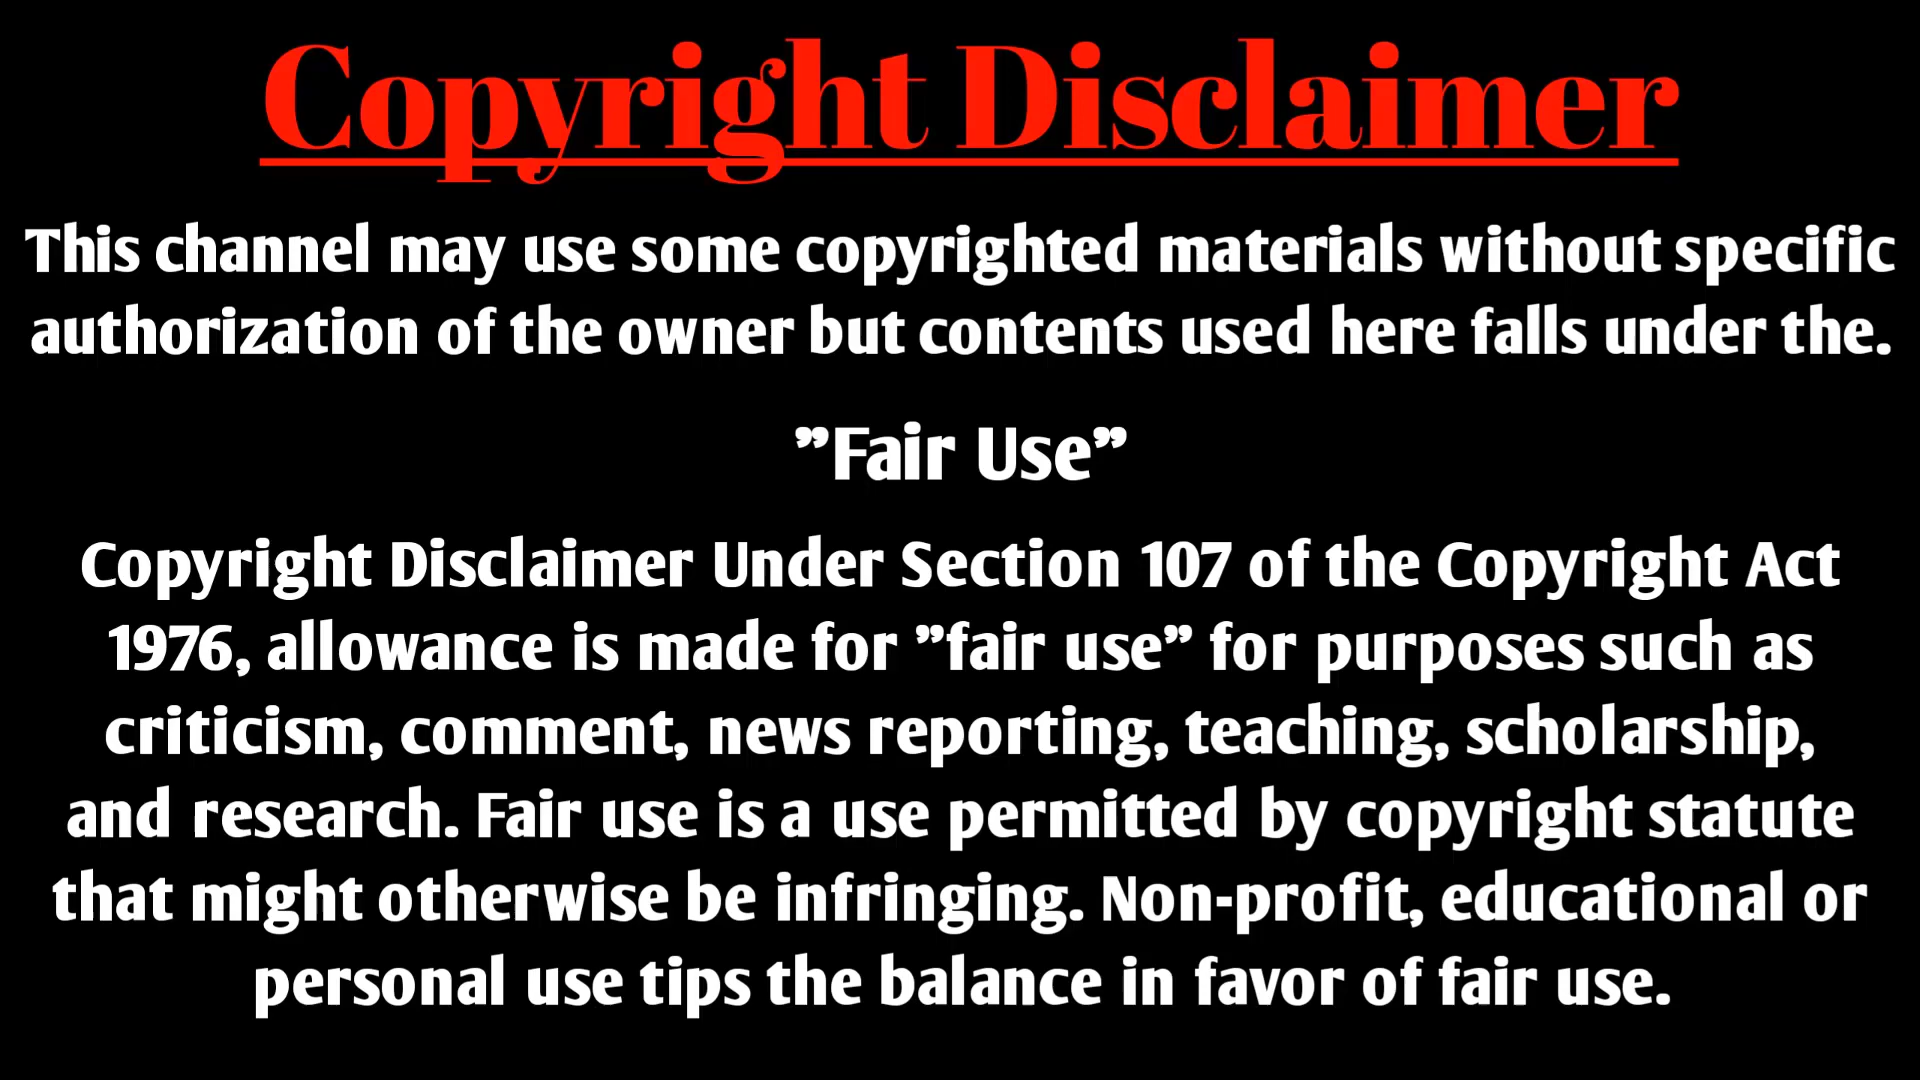 Copyright Disclaimer
This channel may use some copyrighted materials without specific
authorization of the owner but contents used here falls under the.
”Fair Use”
Copyright Disclaimer Under Section 107 of the Copyright Act
1976, allowance is made for ”fair use” for purposes such as
criticism, comment, news reporting, teaching, scholarship,
and research. Fair use is a use permitted by copyright statute
that might otherwise be infringing. Non-profit, educational or
personal use tips the balance in favor of fair use.